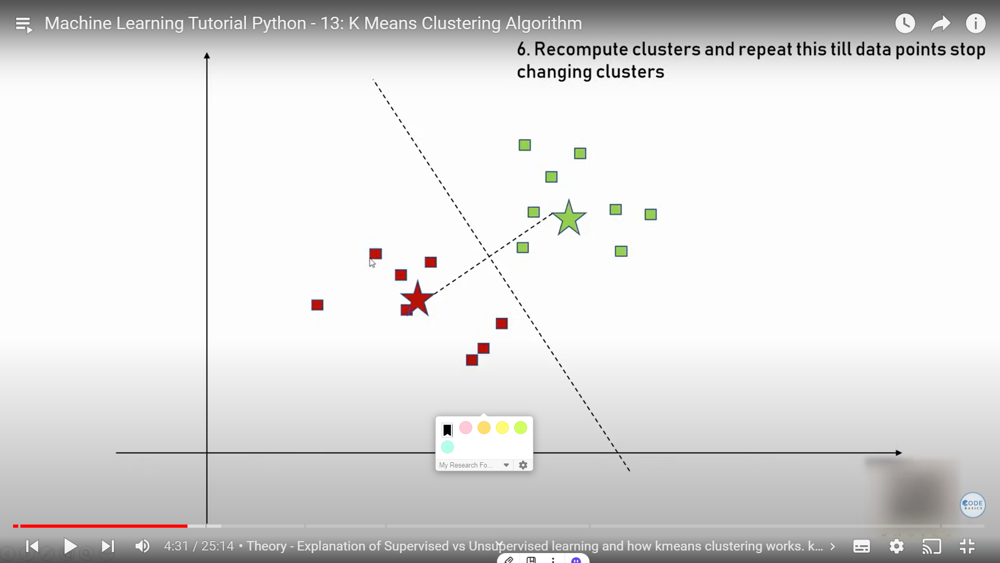 Machine Learning Tutorial Python - 13: K Means Clustering Algorithm
6. Recompute clusters and repeat this till data points stop
changing clusters
My Research Fo...
CODE
BASICS
4:31 / 25:14 • Theory - Explanation of Supervised vs Unsupervised learning and how kmeans clustering works. k...